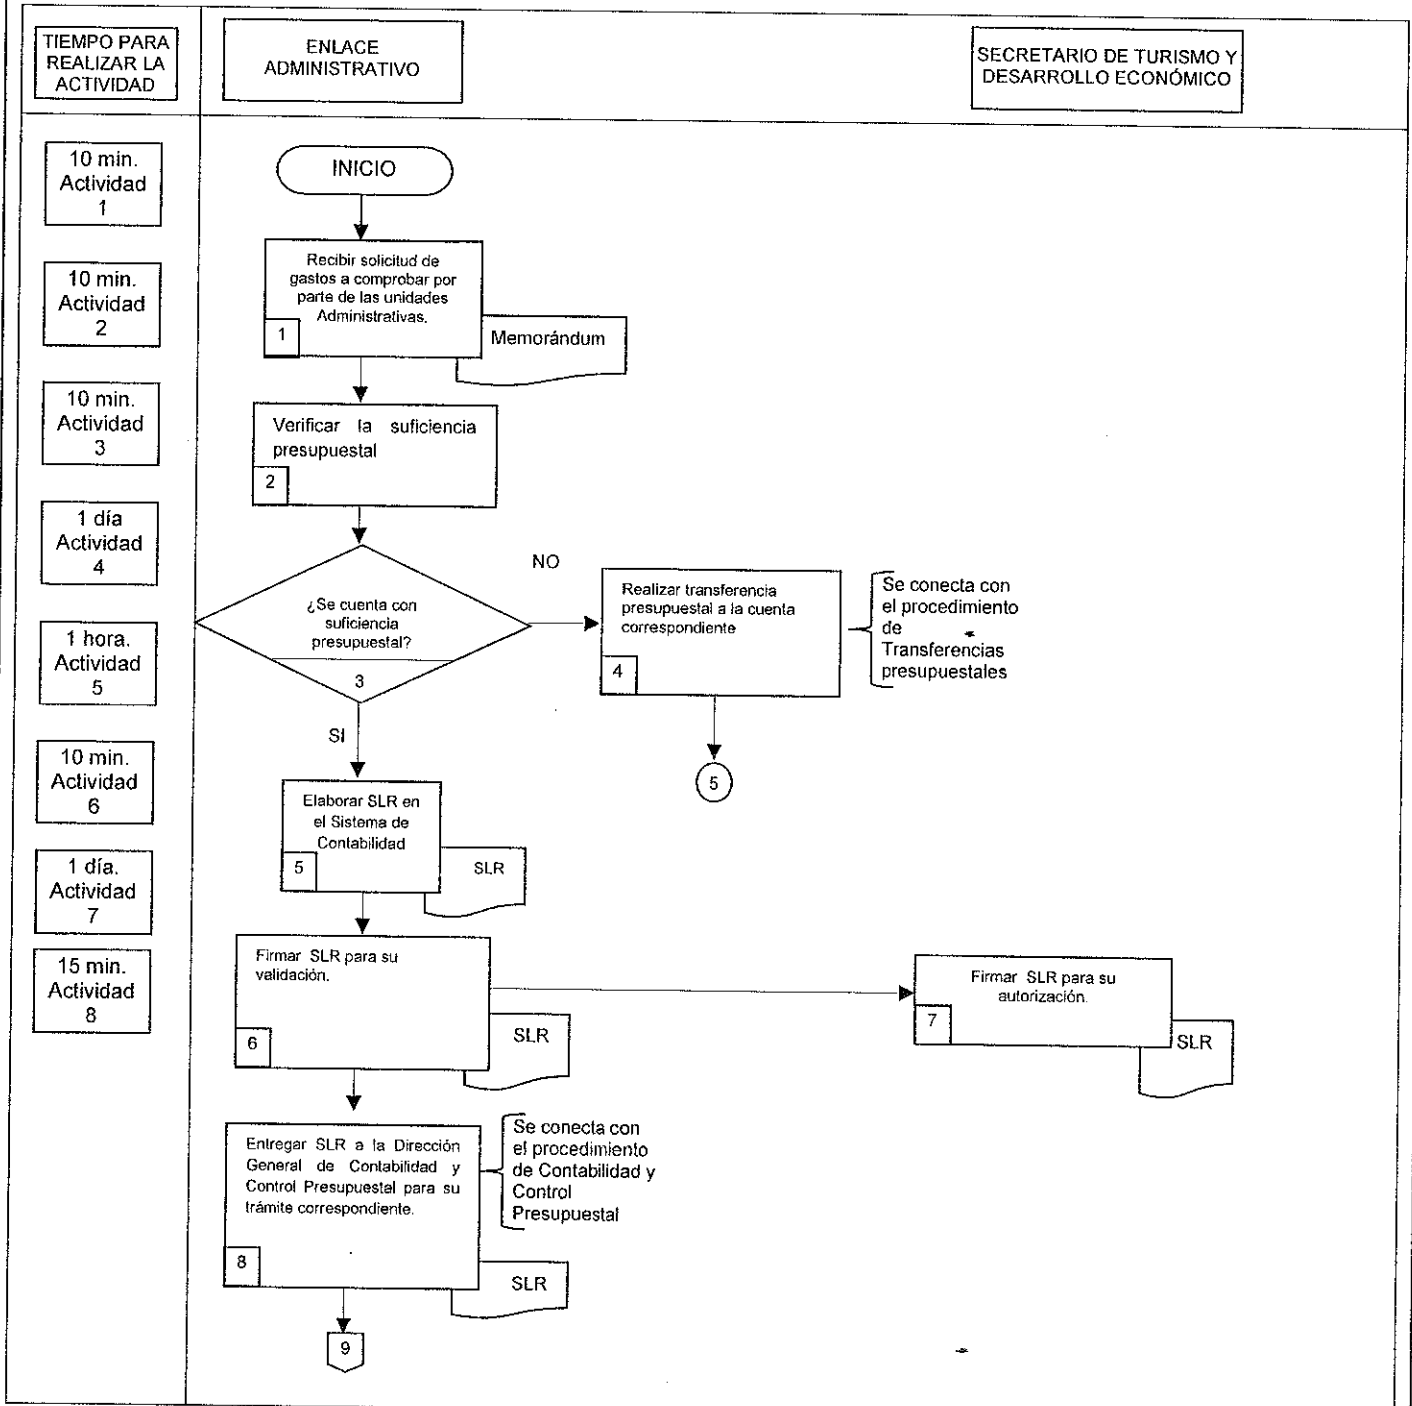 TIEMPO PARA
REALIZAR LA
ACTIVIDAD
ENLACE
ADMINISTRATIVO
SECRETARIO DE TURISMO Y
DESARROLLO ECONÓMICO
10 min.
Actividad
1
10 min.
Actividad
2
10 min.
Actividad
3
1 día
Actividad
4
1 hora.
Actividad
5
10 min.
Actividad
6
1 día.
Actividad
7
15 min.
Actividad
8
INICIO
Recibir solicitud de
gastos a comprobar por
parte de las unidades
Administrativas.
1
Memorándum
Verificar la suficiencia
presupuestal
2
¿Se cuenta con
suficiencia
presupuestal?
3
NO
Realizar transferencia
presupuestal a la cuenta
correspondiente
4
Se conecta con
el procedimiento
de
Transferencias
presupuestales
5
SI
Elaborar SLR en
el Sistema de
Contabilidad
5
SLR
Firmar SLR para su
validación.
6
SLR
Firmar SLR para su
autorización.
7
SLR
Entregar SLR a la Dirección
General de Contabilidad y
Control Presupuestal para su
trámite correspondiente.
8
SLR
Se conecta con
el procedimiento
de Contabilidad y
Control
Presupuestal
9